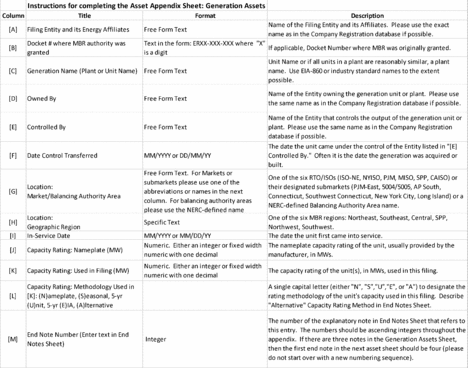 Instructions for completing the Asset Appendix Sheet: Generation Assets
Column Title Format Description
[A] Filing Entity and its Energy Affiliates Free Form Text Name of the Filing Entity and its Affiliates. Please use the exact
name as in the Company Registration database if possible.
[B] Docket # where MBR authority was
granted Text in the form: ERXX-XXX-XXX where "X"
is a digit If applicable, Docket Number where MBR was originally granted.
[C] Generation Name (Plant or Unit Name) Free Form Text Unit Name or if all units in a plant are reasonably similar, a plant
name. Use EIA-860 or industry standard names to the extent
possible.
[D] Owned By Free Form Text Name of the Entity owning the generation unit or plant. Please use
the same name as in the Company Registration database if possible.
[E] Controlled By Free Form Text Name of the Entity that controls the output of the generation unit or
plant. Please use the same name as in the Company Registration
database if possible.
[F] Date Control Transferred MM/YYYY or DD/MM/YY The date the unit came under the control of the Entity listed in "[E]
Controlled By." Often it is the date the generation was acquired or
built.
[G] Location:
Market/Balancing Authority Area Free Form Text. For Markets or
submarkets please use one of the
abbreviations or names in the next
column. For balancing authority areas
please use the NERC-defined name One of the six RTO/ISOs (ISO-NE, NYISO, PJM, MISO, SPP, CAISO) or
their designated submarkets (PJM-East, 5004/5005, AP South,
Connecticut, Southwest Connecticut, New York City, Long Island) or a
NERC-defined Balancing Authority Area name.
[H] Location:
Geographic Region Specific Text One of the six MBR regions: Northeast, Southeast, Central, SPP,
Northwest, Southwest.
[I] In-Service Date MM/YYYY or MM/DD/YY The date the unit first came into service.
[J] Capacity Rating: Nameplate (MW) Numeric. Either an integer or fixed width
numeric with one decimal The nameplate capacity rating of the unit, usually provided by the
manufacturer, in MWs.
[K] Capacity Rating: Used in Filing (MW) Numeric. Either an integer or fixed width
numeric with one decimal The capacity rating of the unit(s), in MWs, used in this filing.
[L] Capacity Rating: Methodology Used in
[K]: (N)ameplate, (S)easonal, 5-yr
(U)nit, 5-yr (E)IA, (A)lternative A single capital letter (either "N", "S","U","E", or "A") to designate the
rating methodology of the unit's capacity used in this filing. Describe
"Alternative" Capacity Rating Method in End Notes Sheet.
[M] End Note Number (Enter text in End
Notes Sheet) Integer The number of the explanatory note in End Notes Sheet that refers to
this entry. The numbers should be ascending integers throughout the
appendix. If there are three notes in the Generation Assets Sheet,
then the first end note in the next asset sheet should be four (please
do not start over with a new numbering sequence).